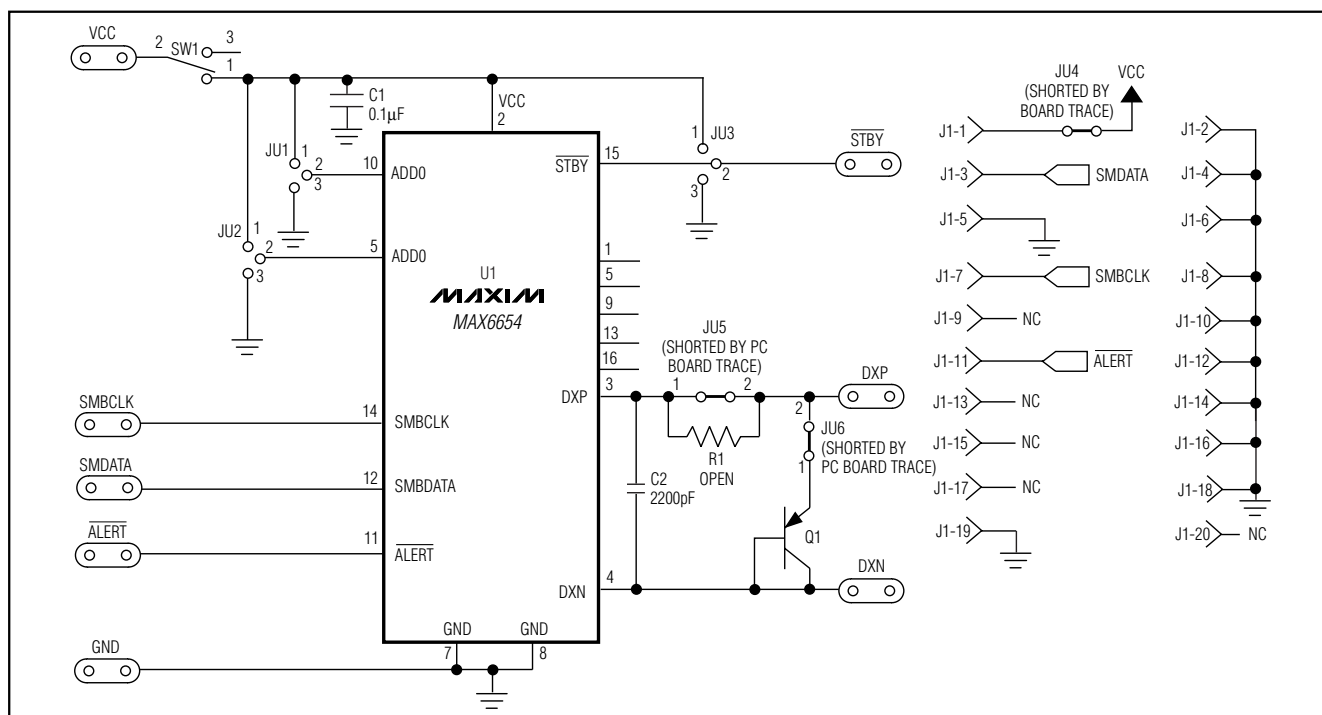 VCC
2
SW1
3
1
C1
0.1µF
VCC
2
JU1
1
2
3
10
ADD0
JU2
1
2
3
5
ADD0
U1
MAXIM
MAX6654
STBY
15
1
JU3
2
3
STBY
1
5
9
13
16
3
DXP
JU5
(SHORTED BY PC
BOARD TRACE)
1
2
R1
OPEN
DXP
2
JU6
(SHORTED BY
PC BOARD TRACE)
1
C2
2200pF
Q1
4
DXN
DXN
SMBCLK
14
SMBCLK
SMDATA
12
SMBDATA
ALERT
11
ALERT
GND
GND
GND
7
8
JU4
(SHORTED BY
BOARD TRACE)
VCC
J1-1
J1-2
J1-3
SMDATA
J1-4
J1-5
J1-6
J1-7
SMBCLK
J1-8
J1-9
NC
J1-10
J1-11
ALERT
J1-12
J1-13
NC
J1-14
J1-15
NC
J1-16
J1-17
NC
J1-18
J1-19
J1-20
NC